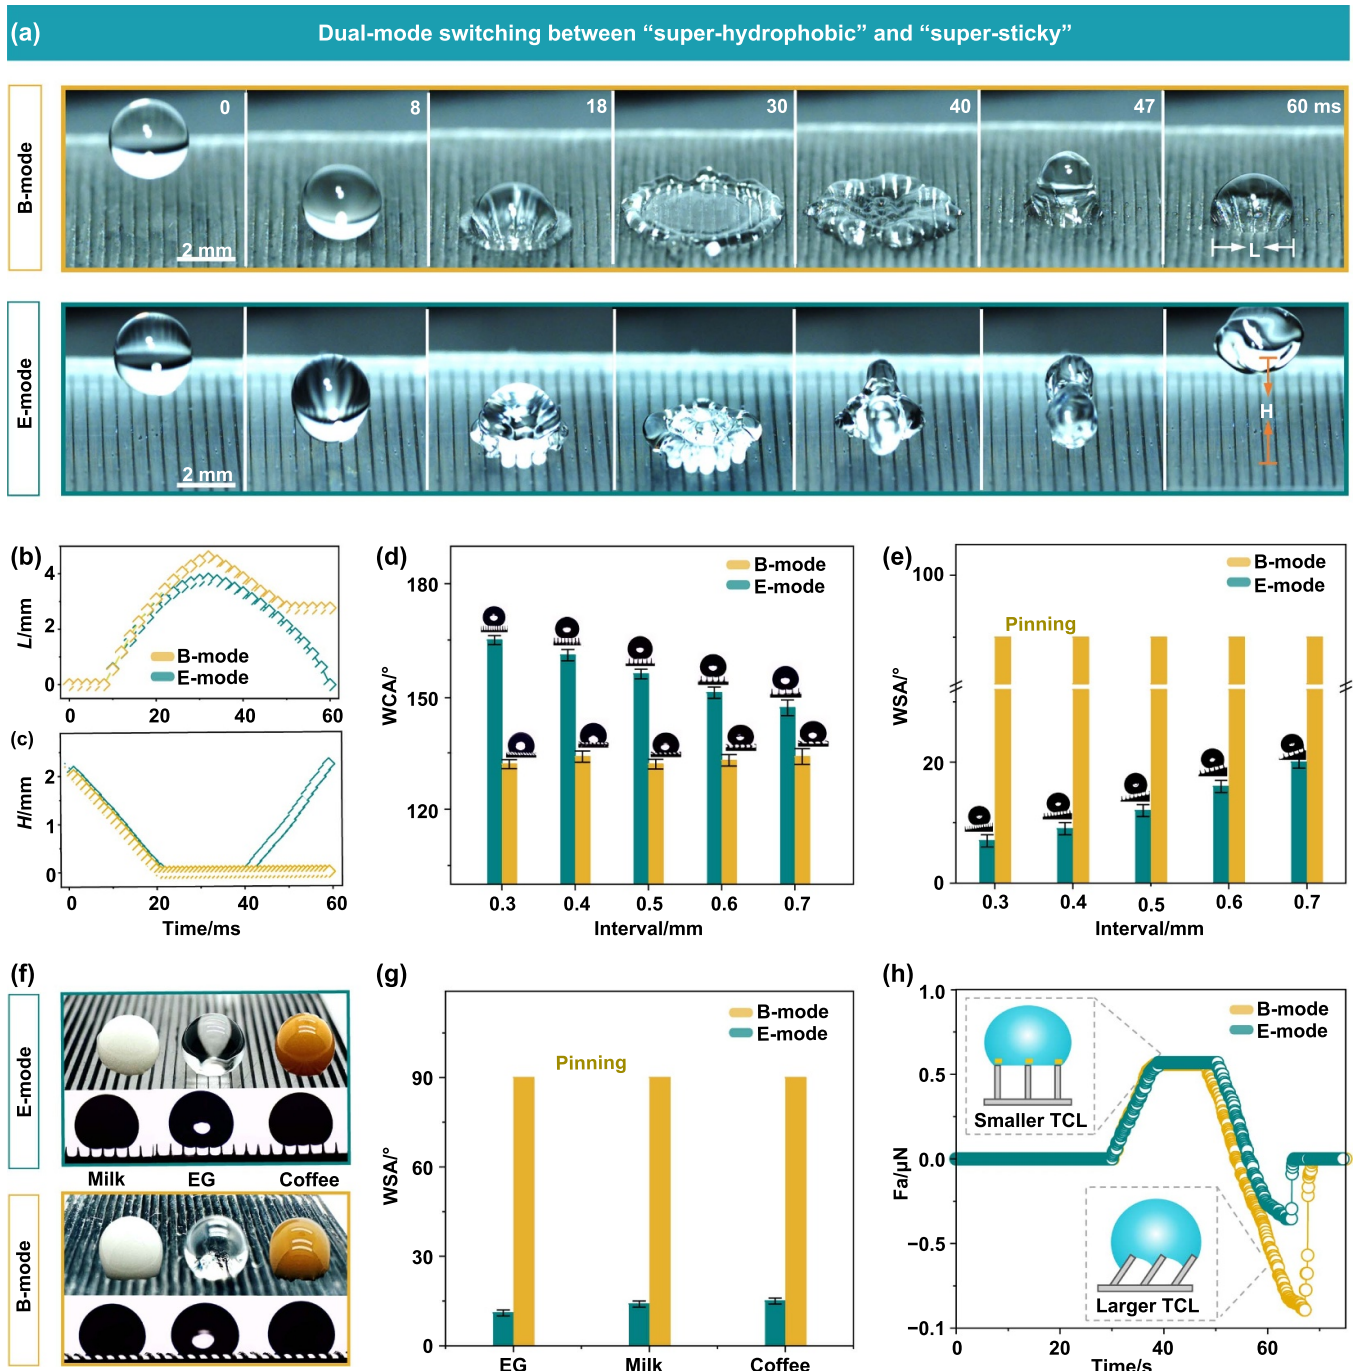 (a) Dual-mode switching between “super-hydrophobic” and “super-sticky”
B-mode
0
8
18
30
40
47
60 ms
2 mm
L
E-mode
2 mm
H
(b)
L/mm
4
2
0
B-mode
E-mode
0 20 40 60
(c)
H/mm
2
1
0
0 20 40 60
Time/ms
(d)
WCA/°
180
150
120
B-mode
E-mode
0.3 0.4 0.5 0.6 0.7
Interval/mm
(e)
WSA/°
100
20
0
B-mode
E-mode
Pinning
0.3 0.4 0.5 0.6 0.7
Interval/mm
(f)
E-mode
Milk EG Coffee
B-mode
(g)
WSA/°
90
60
30
0
B-mode
E-mode
Pinning
EG Milk Coffee
(h)
Fa/μN
1.0
0.5
0.0
−0.5
−0.1
B-mode
E-mode
Smaller TCL
Larger TCL
0 20 40 60
Time/s